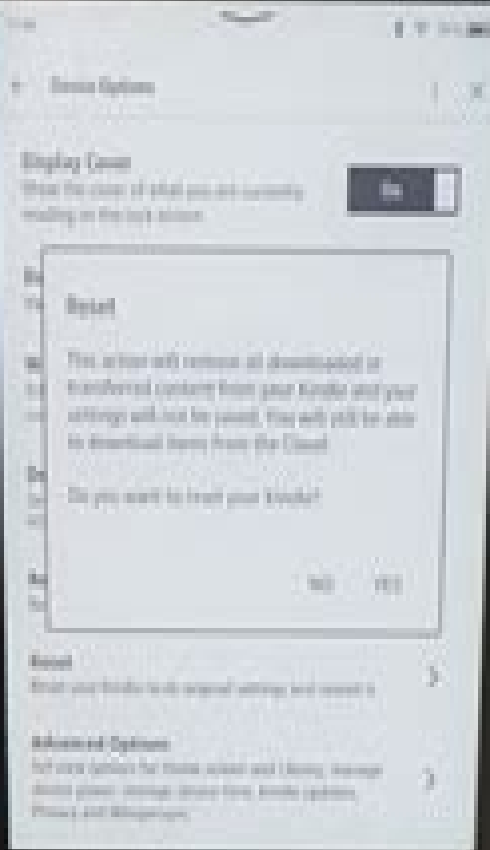 Device Options
Display Cover
Show the cover of what you are currently
reading on the lock screen
On
Reset
This action will remove all downloaded or
transferred content from your Kindle and your
settings will not be saved. You will still be able
to download items from the Cloud.
Do you want to reset your Kindle?
NO YES
Reset
Reset your Kindle to its original settings and
Advanced Options
Set view options for Home screen and Library, manage
device power, manage device time, Kindle updates,
Privacy and Whispersync